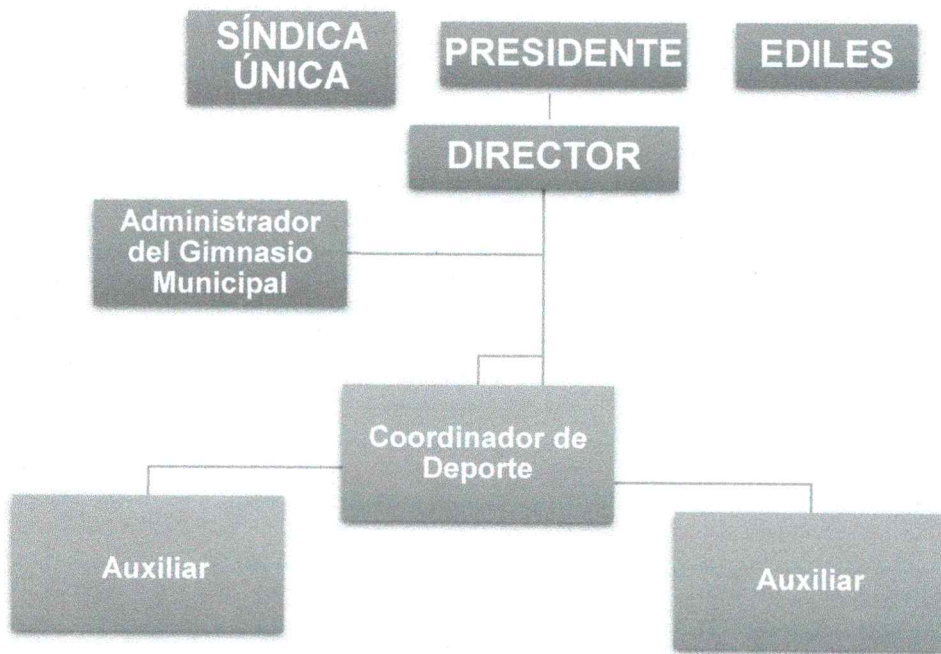 SÍNDICA
ÚNICA
PRESIDENTE
EDILES
DIRECTOR
Administrador
del Gimnasio
Municipal
Coordinador de
Deporte
Auxiliar
Auxiliar